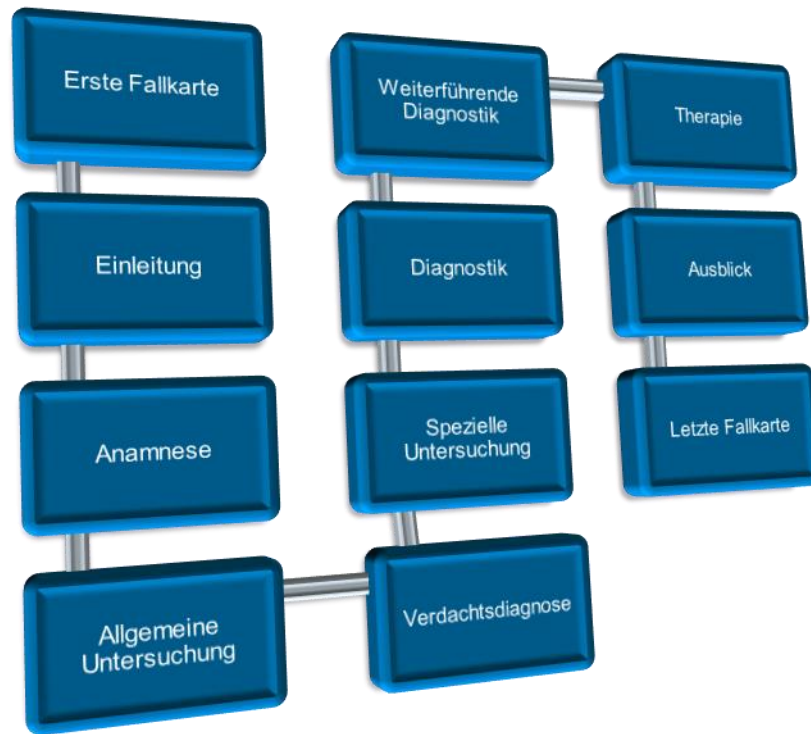 Erste Fallkarte
Einleitung
Anamnese
Allgemeine
Untersuchung
Verdachtsdiagnose
Spezielle
Untersuchung
Diagnostik
Weiterführende
Diagnostik
Therapie
Ausblick
Letzte Fallkarte